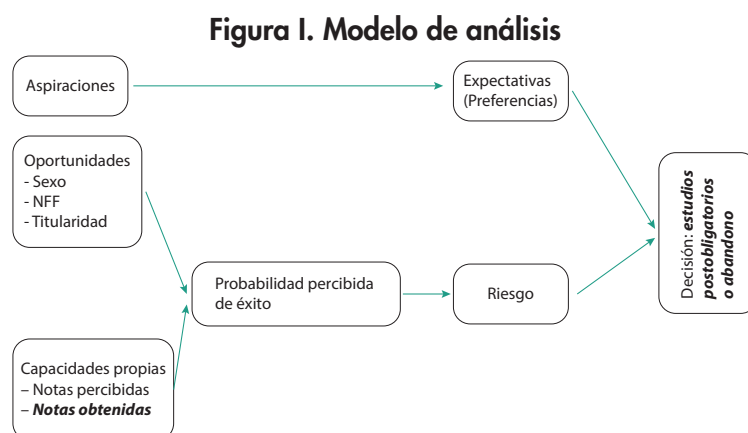 Figura I. Modelo de análisis
Aspiraciones
Expectativas
(Preferencias)
Oportunidades
- Sexo
- NFF
- Titularidad
Decisión: estudios
postobligatorios
o abandono
Probabilidad percibida
de éxito
Riesgo
Capacidades propias
– Notas percibidas
– Notas obtenidas